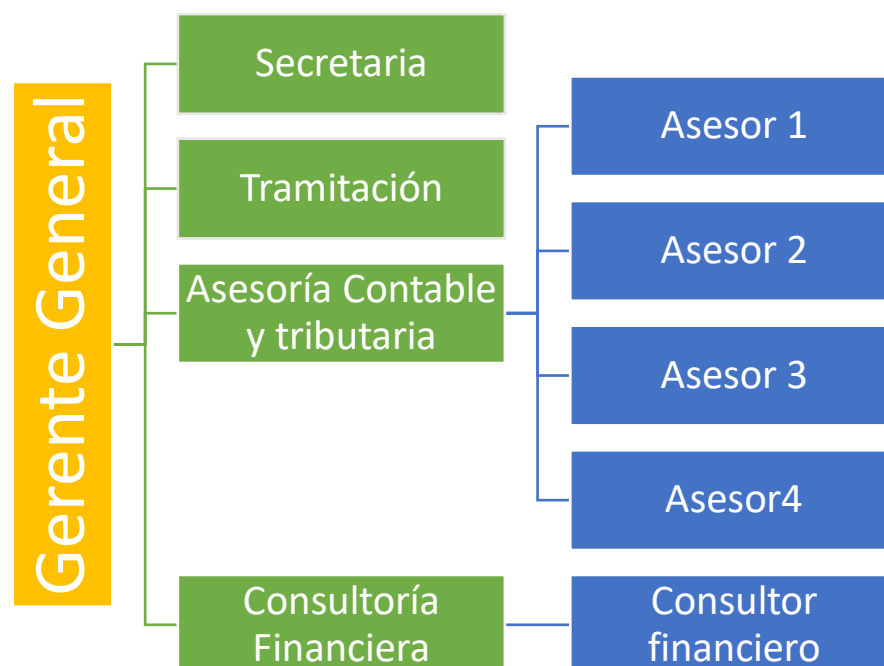 Gerente General
Secretaria
Tramitación
Asesoría Contable
y tributaria
Asesor 1
Asesor 2
Asesor 3
Asesor4
Consultoría
Financiera
Consultor
financiero